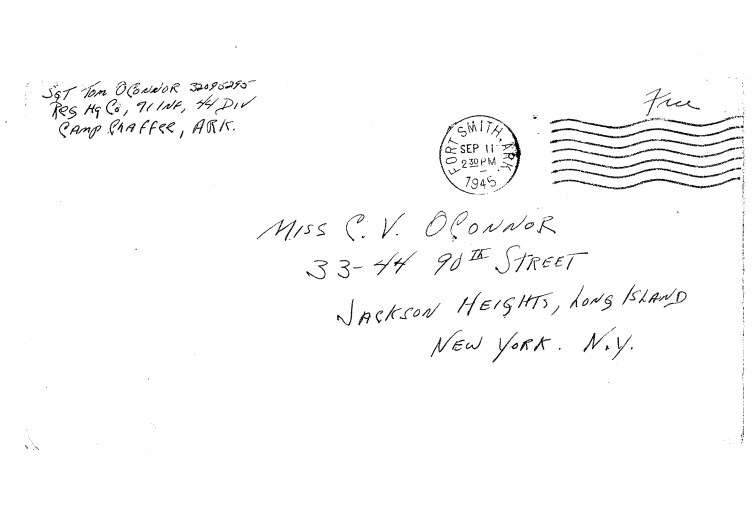 Sgt Tom O'Connor 32095295
Reg Hq Co, 71 Inf, 44 Div
Camp Chaffee, Ark.
Free
FORT SMITH, ARK.
SEP 11
2 30 PM
1945
Miss C. V. O'Connor
33-44 90th Street
Jackson Heights, Long Island
New York. N.Y.